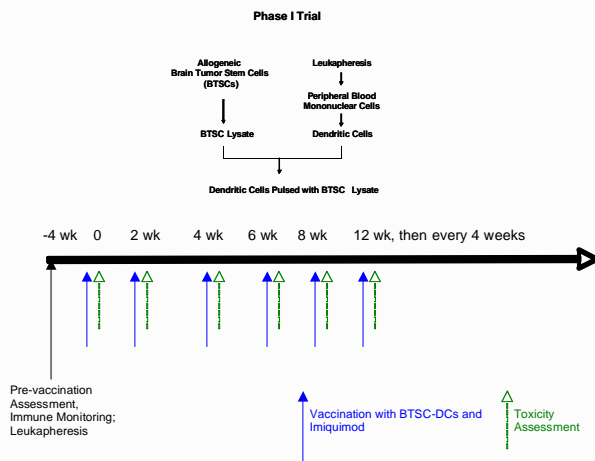 Phase I Trial
Allogeneic
Brain Tumor Stem Cells
(BTSCs)
Leukapheresis
Peripheral Blood
Mononuclear Cells
BTSC Lysate
Dendritic Cells
Dendritic Cells Pulsed with BTSC Lysate
-4 wk 0 2 wk 4 wk 6 wk 8 wk 12 wk, then every 4 weeks
Pre-vaccination
Assessment,
Immune Monitoring;
Leukapheresis
Vaccination with BTSC-DCs and
Imiquimod
Toxicity
Assessment